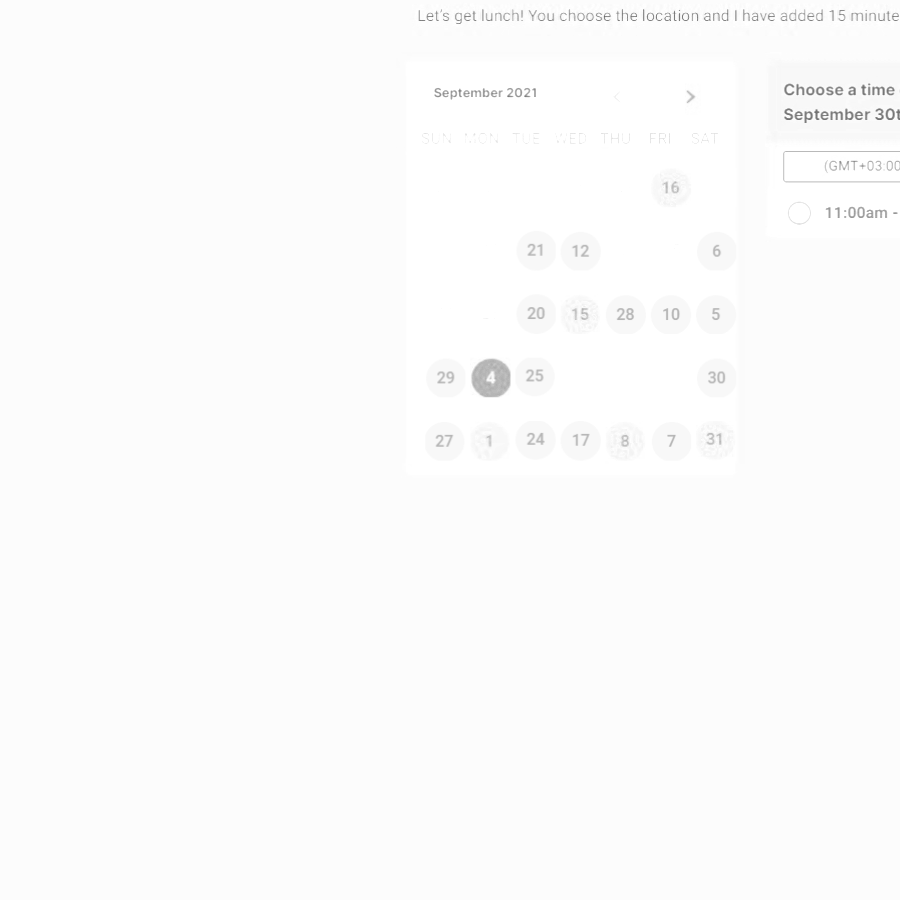 Let's get lunch! You choose the location and I have added 15 minute
September 2021
Choose a time
September 30t
SUN MON TUE WED THU FRI SAT
(GMT+03:00
16
11:00am -
21 12 6
20 15 28 10 5
29 4 25 30
27 1 24 17 8 7 31